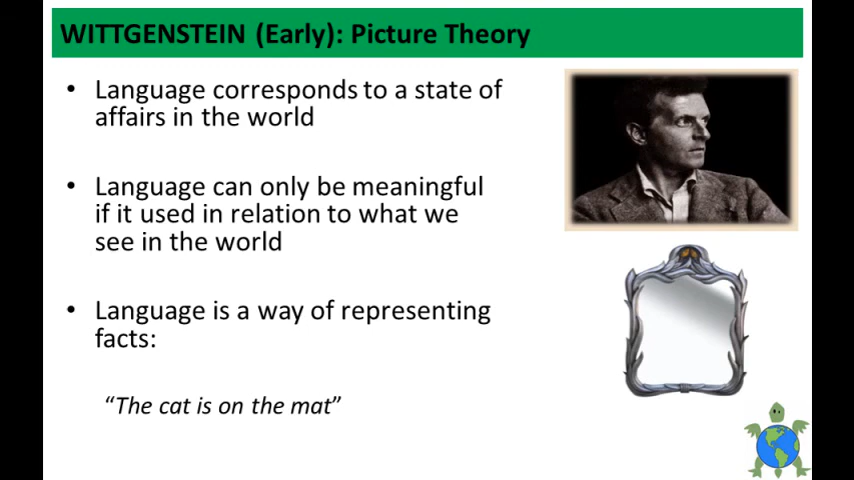 WITTGENSTEIN (Early): Picture Theory
• Language corresponds to a state of
affairs in the world
• Language can only be meaningful
if it used in relation to what we
see in the world
• Language is a way of representing
facts:
“The cat is on the mat”